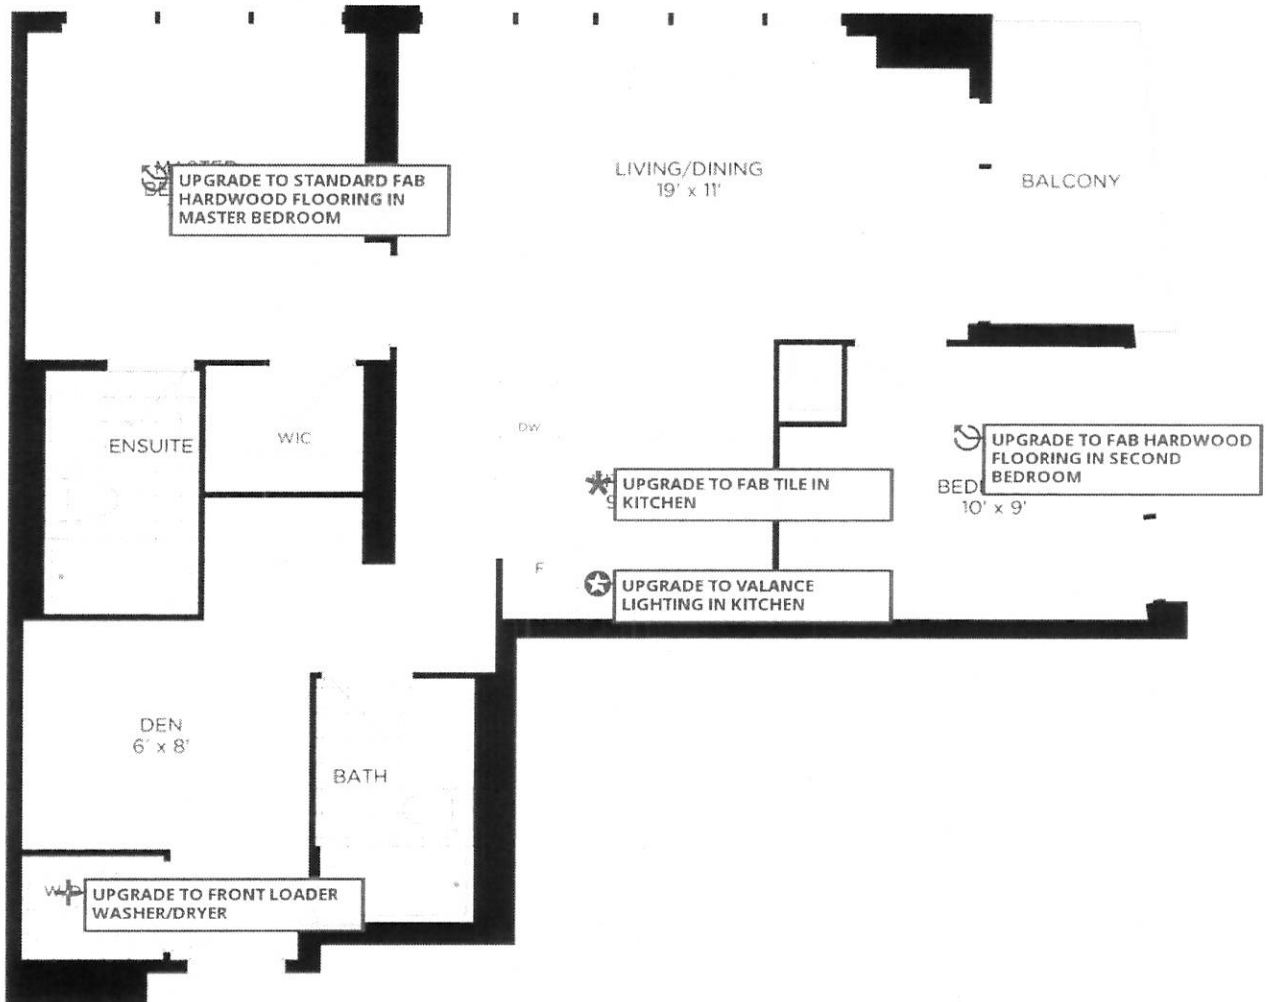 MASTER
UPGRADE TO STANDARD FAB
HARDWOOD FLOORING IN
MASTER BEDROOM
LIVING/DINING
19' x 11'
BALCONY
ENSUITE
WIC
DW
UPGRADE TO FAB HARDWOOD
FLOORING IN SECOND
BEDROOM
10' x 9'
UPGRADE TO FAB TILE IN
KITCHEN
F
UPGRADE TO VALANCE
LIGHTING IN KITCHEN
DEN
6' x 8'
BATH
UPGRADE TO FRONT LOADER
WASHER/DRYER